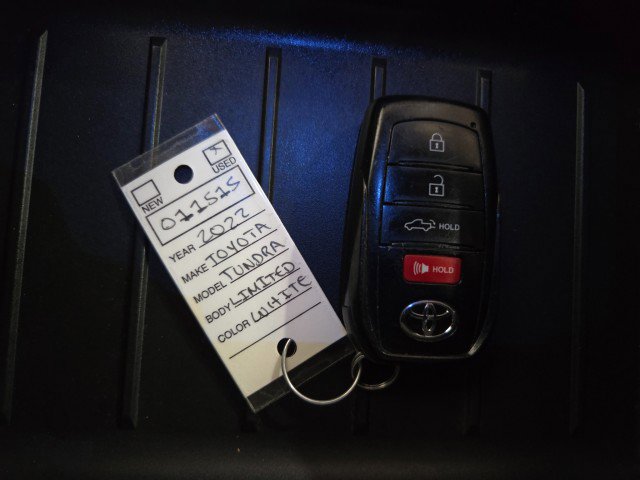 NEW
USED
011515
YEAR 2022
MAKE TOYOTA
MODEL TUNDRA
BODY LIMITED
COLOR WHITE
HOLD
HOLD